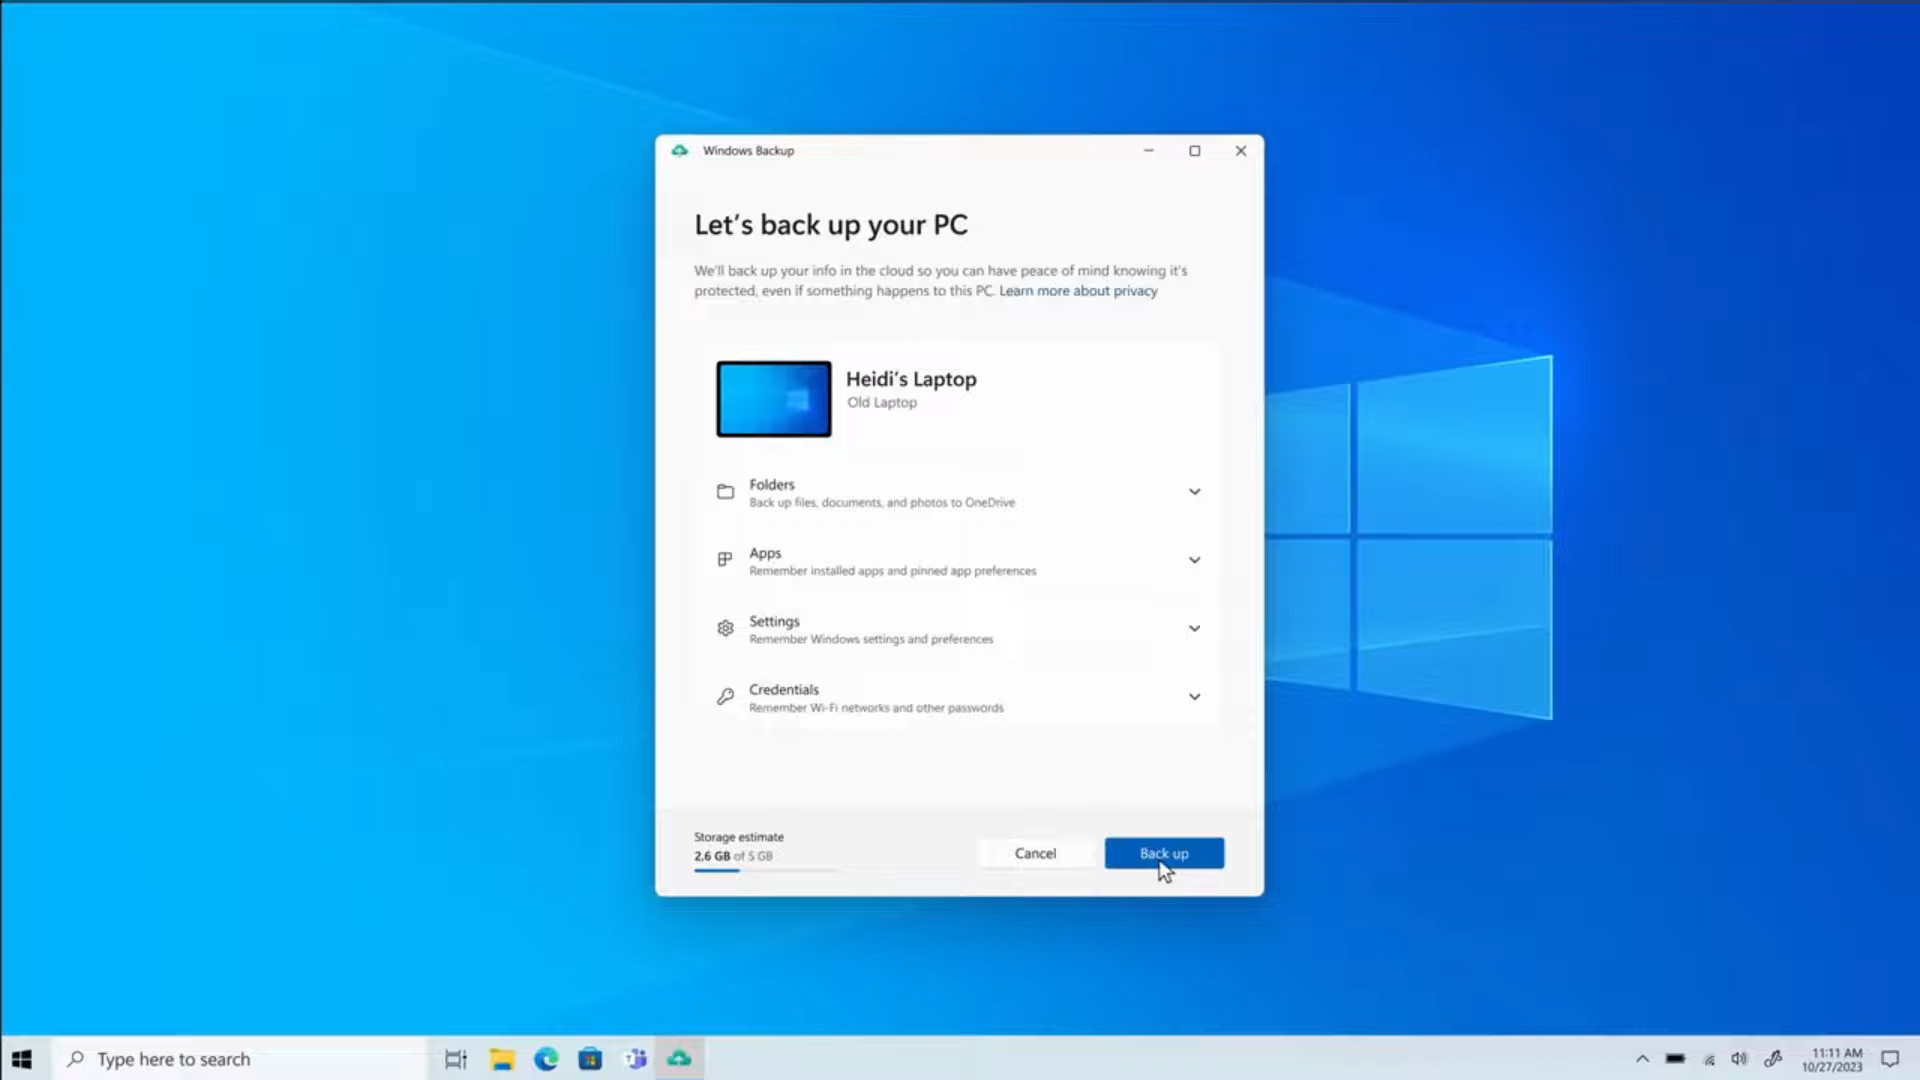 Windows Backup
Let's back up your PC
We'll back up your info in the cloud so you can have peace of mind knowing it's
protected, even if something happens to this PC. Learn more about privacy
Heidi's Laptop
Old Laptop
Folders
Back up files, documents, and photos to OneDrive
Apps
Remember installed apps and pinned app preferences
Settings
Remember Windows settings and preferences
Credentials
Remember Wi-Fi networks and other passwords
Storage estimate
2.6 GB of 5 GB
Cancel
Back up
Type here to search
11:11 AM
10/27/2023